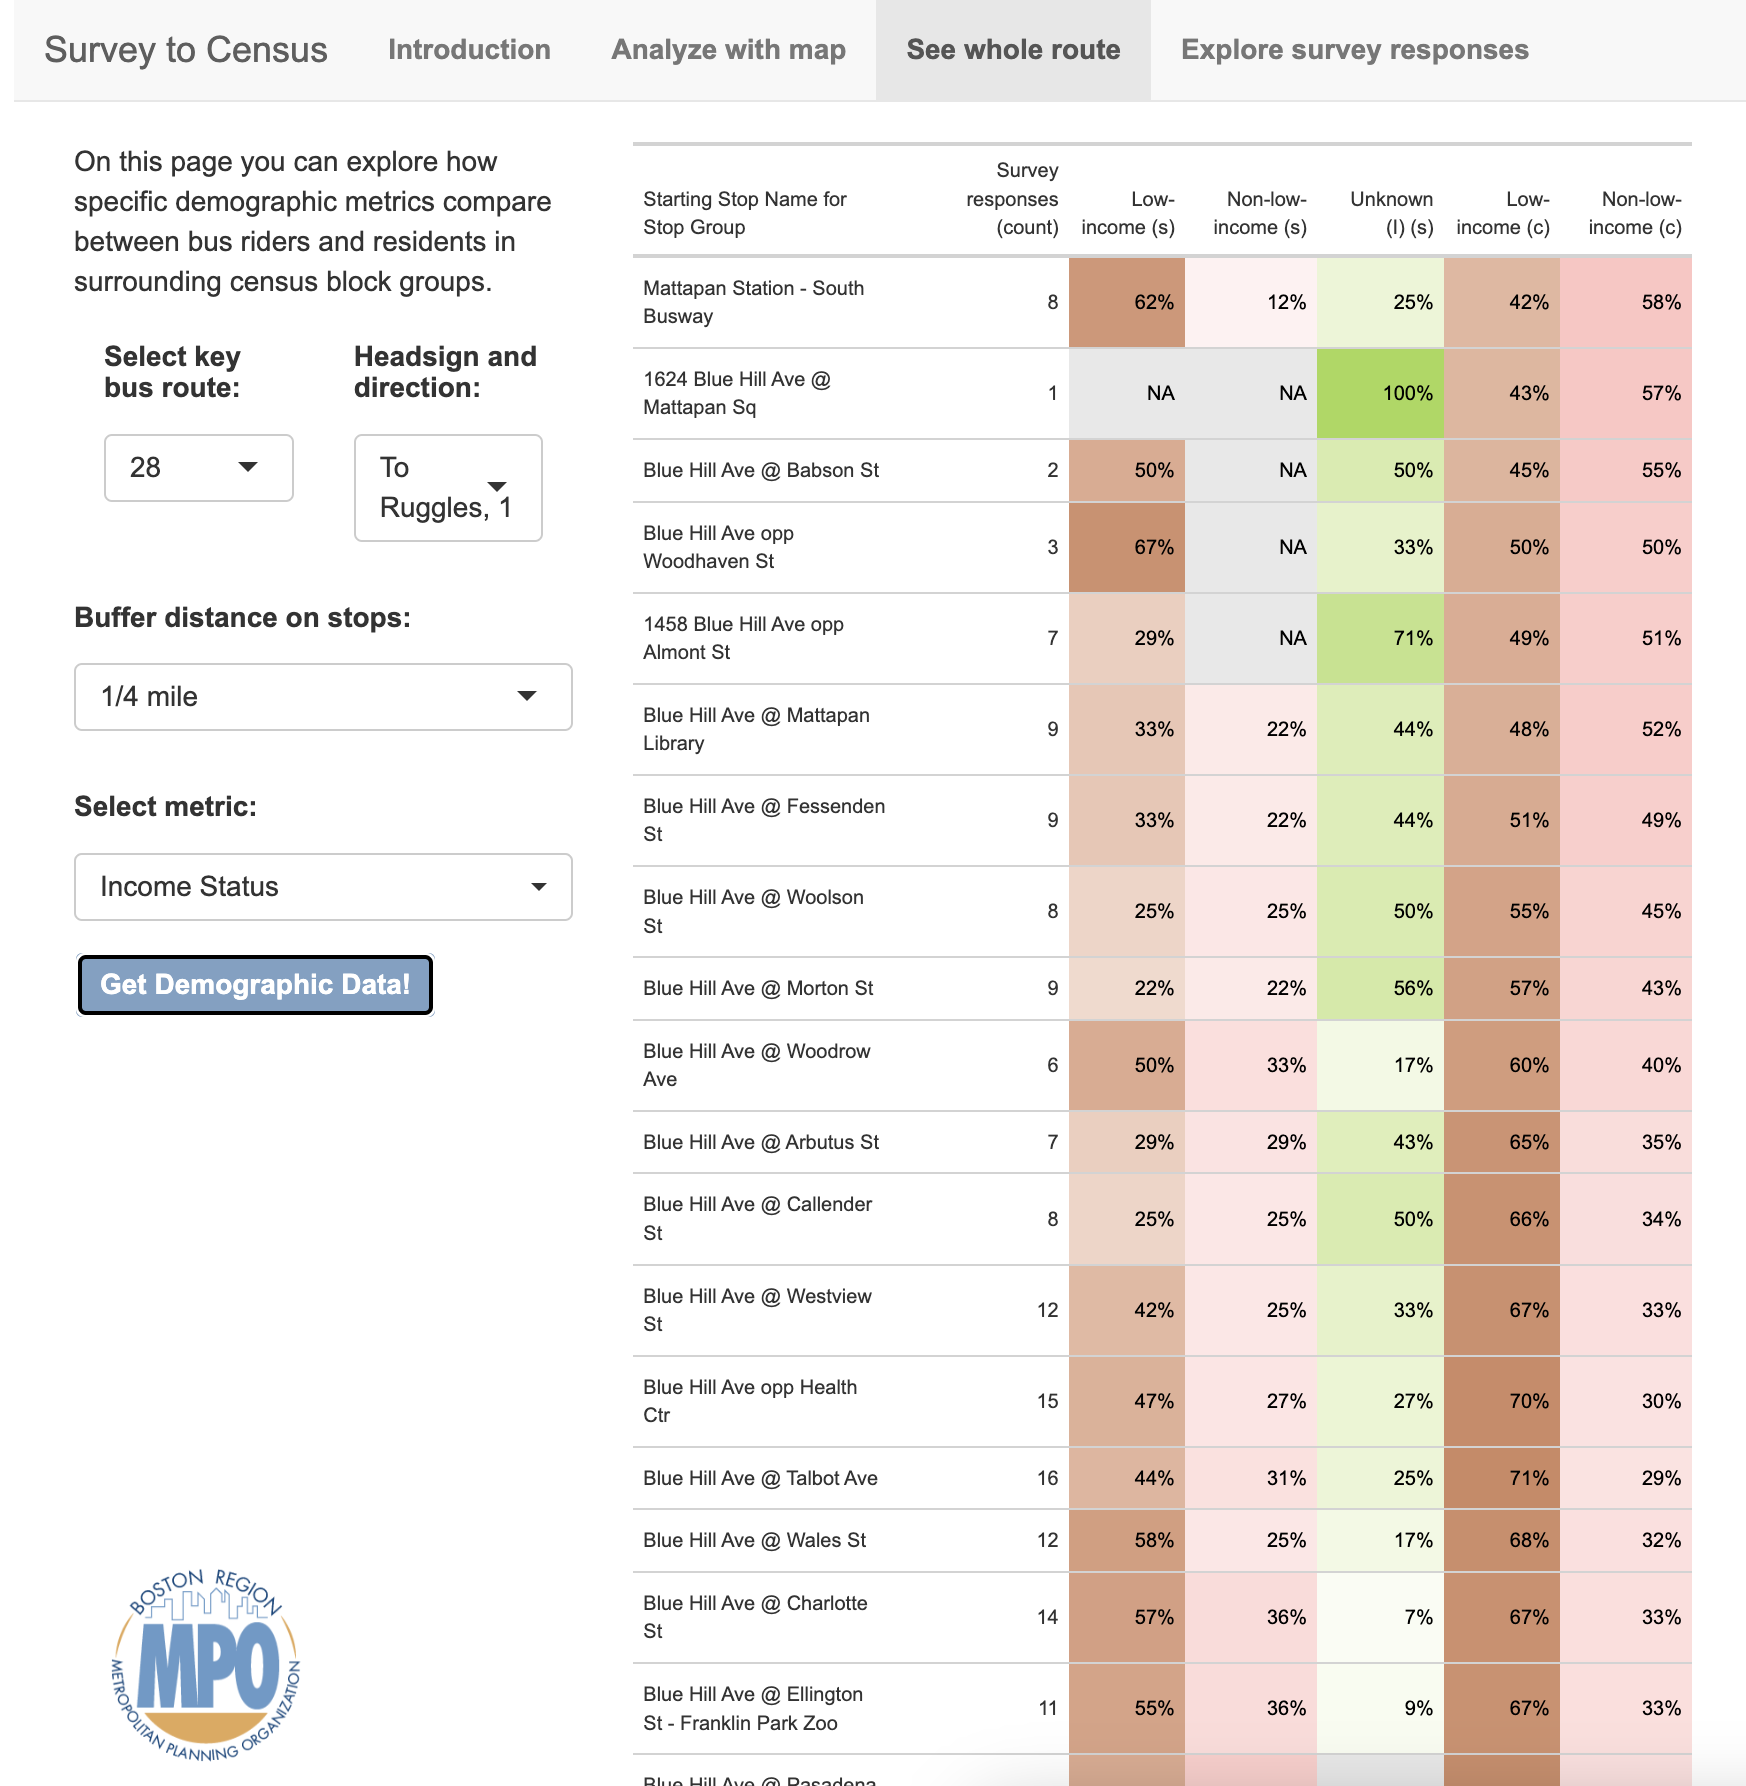 Survey to Census Introduction Analyze with map See whole route Explore survey responses
On this page you can explore how
specific demographic metrics compare
between bus riders and residents in
surrounding census block groups.
Select key
bus route:
28
Headsign and
direction:
To
Ruggles, 1
Buffer distance on stops:
1/4 mile
Select metric:
Income Status
Get Demographic Data!
BOSTON REGION
MPO
METROPOLITAN PLANNING ORGANIZATION
Starting Stop Name for
Stop Group
Survey
responses
(count)
Low-
income (s)
Non-low-
income (s)
Unknown
(I) (s)
Low-
income (c)
Non-low-
income (c)
Mattapan Station - South
Busway
8 62% 12% 25% 42% 58%
1624 Blue Hill Ave @
Mattapan Sq
1 NA NA 100% 43% 57%
Blue Hill Ave @ Babson St 2 50% NA 50% 45% 55%
Blue Hill Ave opp
Woodhaven St
3 67% NA 33% 50% 50%
1458 Blue Hill Ave opp
Almont St
7 29% NA 71% 49% 51%
Blue Hill Ave @ Mattapan
Library
9 33% 22% 44% 48% 52%
Blue Hill Ave @ Fessenden
St
9 33% 22% 44% 51% 49%
Blue Hill Ave @ Woolson
St
8 25% 25% 50% 55% 45%
Blue Hill Ave @ Morton St 9 22% 22% 56% 57% 43%
Blue Hill Ave @ Woodrow
Ave
6 50% 33% 17% 60% 40%
Blue Hill Ave @ Arbutus St 7 29% 29% 43% 65% 35%
Blue Hill Ave @ Callender
St
8 25% 25% 50% 66% 34%
Blue Hill Ave @ Westview
St
12 42% 25% 33% 67% 33%
Blue Hill Ave opp Health
Ctr
15 47% 27% 27% 70% 30%
Blue Hill Ave @ Talbot Ave 16 44% 31% 25% 71% 29%
Blue Hill Ave @ Wales St 12 58% 25% 17% 68% 32%
Blue Hill Ave @ Charlotte
St
14 57% 36% 7% 67% 33%
Blue Hill Ave @ Ellington
St - Franklin Park Zoo
11 55% 36% 9% 67% 33%
Blue Hill Ave @ Pasadena